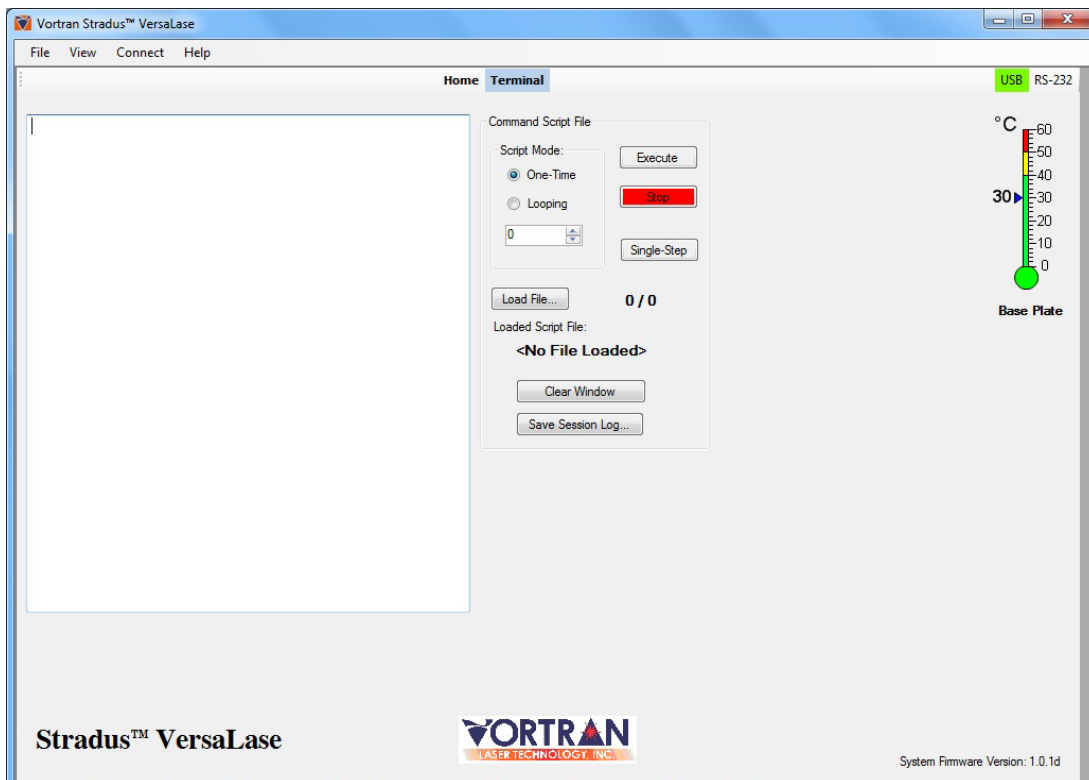 Vortran Stradus™ VersaLase
File View Connect Help
Home Terminal
USB RS-232
Command Script File
Script Mode:
One-Time
Looping
0
Execute
Stop
Single-Step
Load File...
0 / 0
Loaded Script File:
<No File Loaded>
Clear Window
Save Session Log...
°C
60
50
40
30
30
20
10
0
Base Plate
Stradus™ VersaLase
VORTRAN
LASER TECHNOLOGY, INC.
System Firmware Version: 1.0.1d